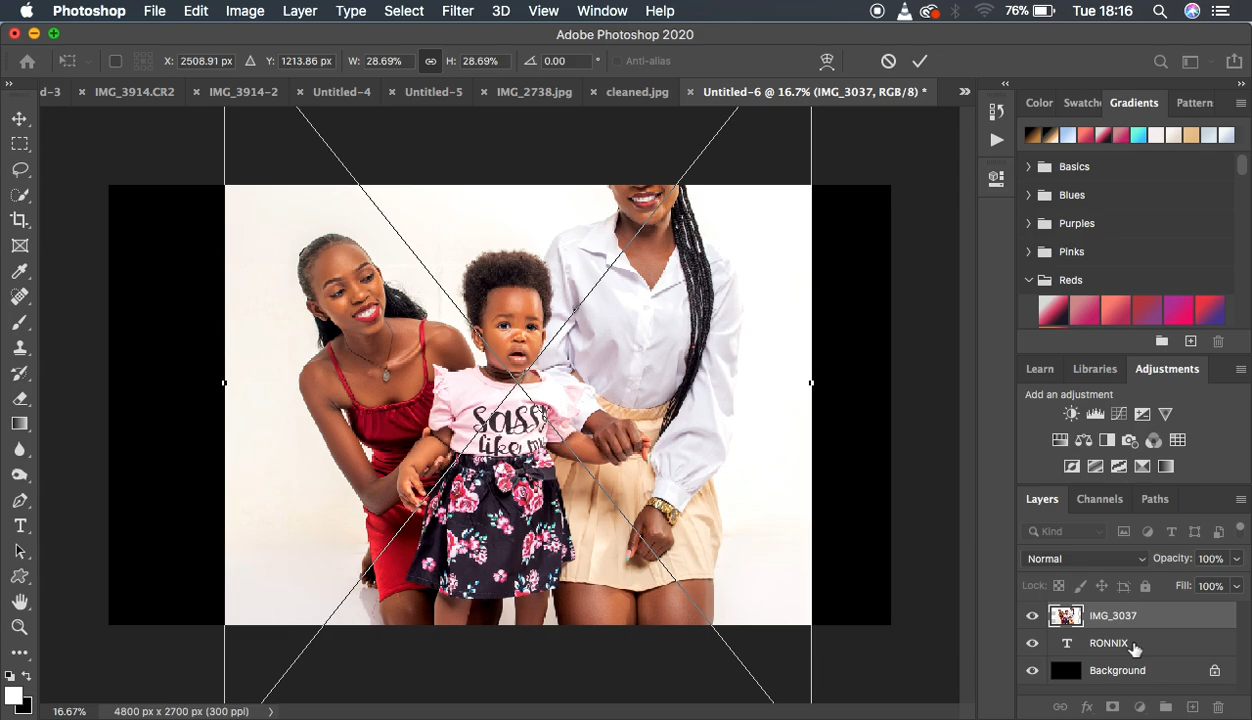 Photoshop File Edit Image Layer Type Select Filter 3D View Window Help 76% Tue 18:16
Adobe Photoshop 2020
X: 2508.91 px Y: 1213.86 px W: 28.69% H: 28.69% 0.00 ° Anti-alias
d-3 × IMG_3914.CR2 × IMG_3914-2 × Untitled-4 × Untitled-5 × IMG_2738.jpg × cleaned.jpg × Untitled-6 @ 16.7% (IMG_3037, RGB/8) *
Color Swatche Gradients Pattern
Basics
Blues
Purples
Pinks
Reds
Learn Libraries Adjustments
Add an adjustment
Layers Channels Paths
Kind
Normal Opacity: 100%
Lock: Fill: 100%
IMG_3037
T RONNIX
Background
sassy
like me
16.67% 4800 px x 2700 px (300 ppi)